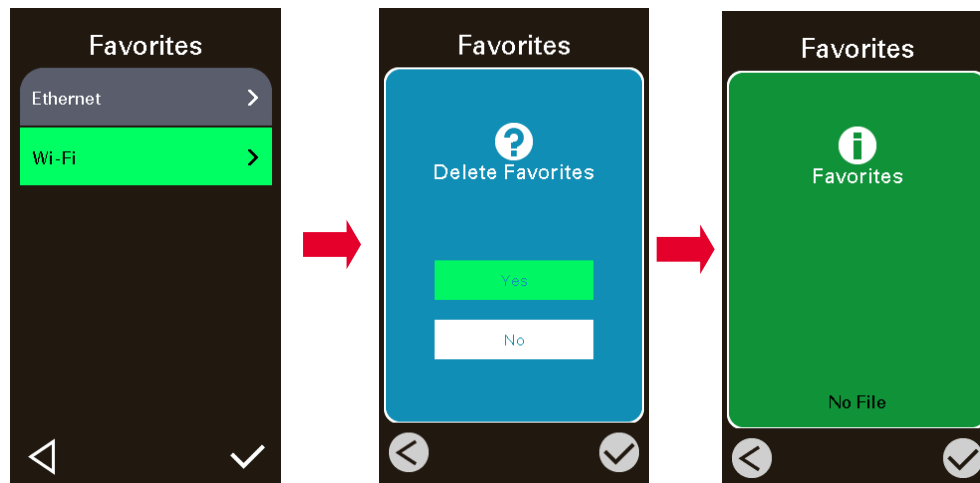 Favorites
Ethernet
Wi-Fi
Favorites
Delete Favorites
Yes
No
Favorites
Favorites
No File